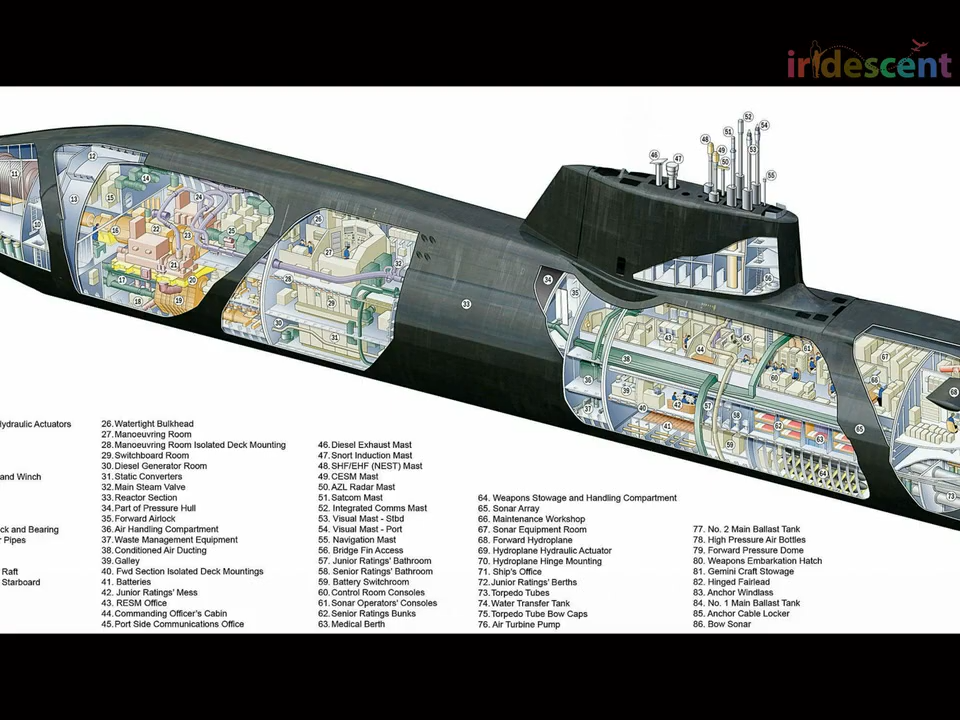 iridescent
Hydraulic Actuators
and Winch
ck and Bearing
Pipes
Raft
Starboard
26. Watertight Bulkhead
27. Manoeuvring Room
28. Manoeuvring Room Isolated Deck Mounting
29. Switchboard Room
30. Diesel Generator Room
31. Static Converters
32. Main Steam Valve
33. Reactor Section
34. Part of Pressure Hull
35. Forward Airlock
36. Air Handling Compartment
37. Waste Management Equipment
38. Conditioned Air Ducting
39. Galley
40. Fwd Section Isolated Deck Mountings
41. Batteries
42. Junior Ratings' Mess
43. RESM Office
44. Commanding Officer's Cabin
45. Port Side Communications Office
46. Diesel Exhaust Mast
47. Snort Induction Mast
48. SHF/EHF (NEST) Mast
49. CESM Mast
50. AZL Radar Mast
51. Satcom Mast
52. Integrated Comms Mast
53. Visual Mast - Stbd
54. Visual Mast - Port
55. Navigation Mast
56. Bridge Fin Access
57. Junior Ratings' Bathroom
58. Senior Ratings' Bathroom
59. Battery Switchroom
60. Control Room Consoles
61. Sonar Operators' Consoles
62. Senior Ratings Bunks
63. Medical Berth
64. Weapons Stowage and Handling Compartment
65. Sonar Array
66. Maintenance Workshop
67. Sonar Equipment Room
68. Forward Hydroplane
69. Hydroplane Hydraulic Actuator
70. Hydroplane Hinge Mounting
71. Ship's Office
72. Junior Ratings' Berths
73. Torpedo Tubes
74. Water Transfer Tank
75. Torpedo Tube Bow Caps
76. Air Turbine Pump
77. No. 2 Main Ballast Tank
78. High Pressure Air Bottles
79. Forward Pressure Dome
80. Weapons Embarkation Hatch
81. Gemini Craft Stowage
82. Hinged Fairlead
83. Anchor Windlass
84. No. 1 Main Ballast Tank
85. Anchor Cable Locker
86. Bow Sonar